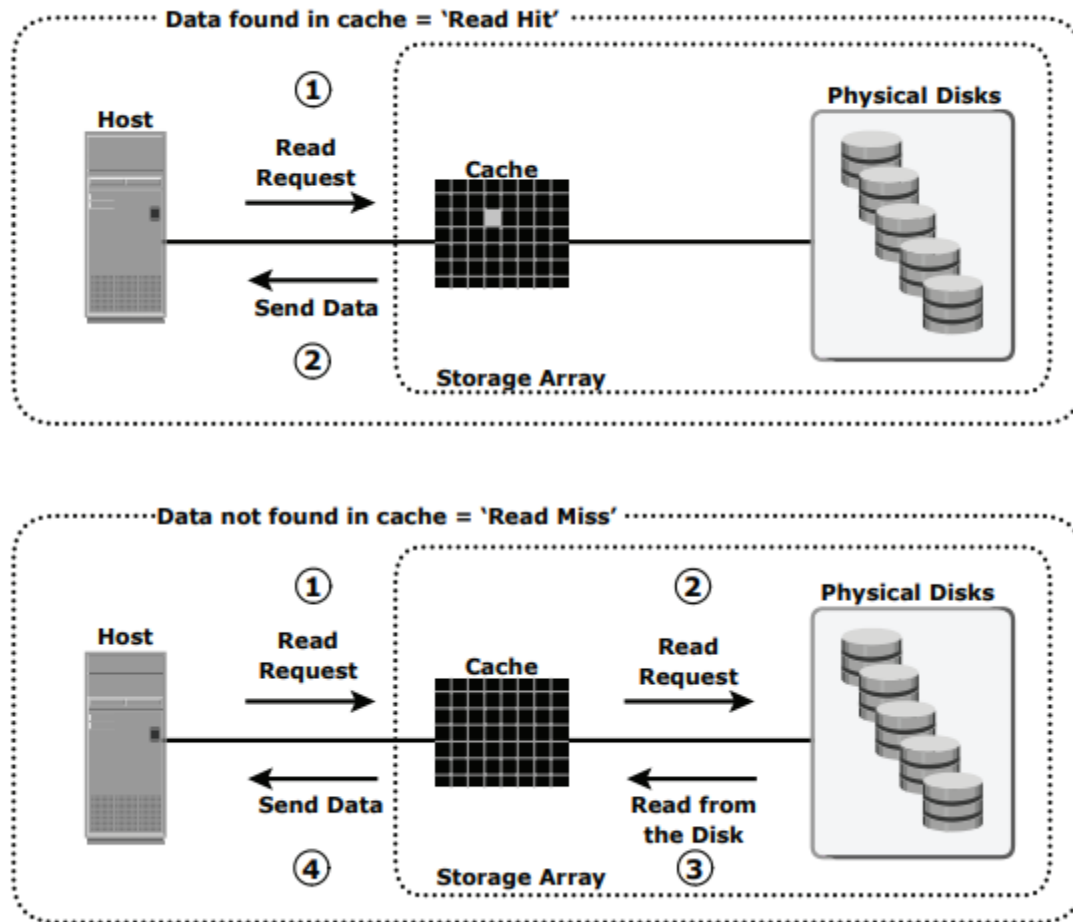 Data found in cache = ‘Read Hit’
①
Physical Disks
Host
Read
Request
Cache
Send Data
②
Storage Array
Data not found in cache = ‘Read Miss’
①
②
Physical Disks
Host
Read
Request
Cache
Read
Request
Send Data
Read from
the Disk
④
③
Storage Array